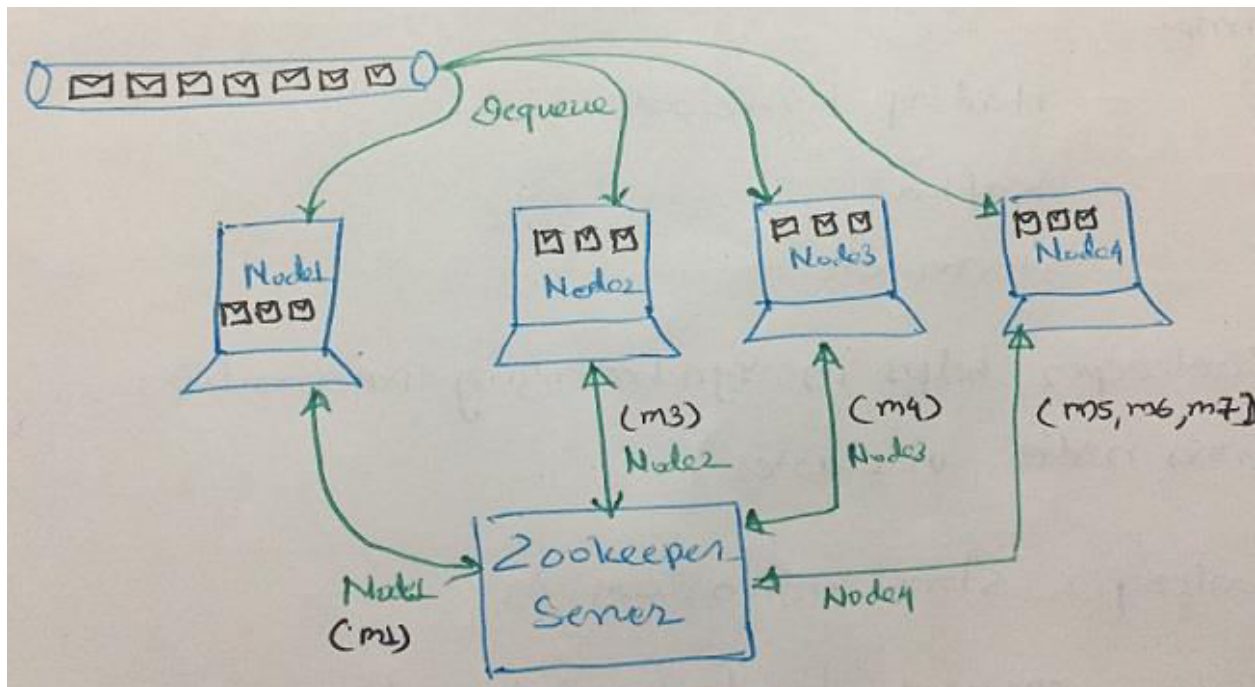 Dequeue
Node1
Node2
Node3
Node4
(m3)
Node2
(m4)
Node3
(m5, m6, m7]
Zookeeper
Server
Node1
(m1)
Node4